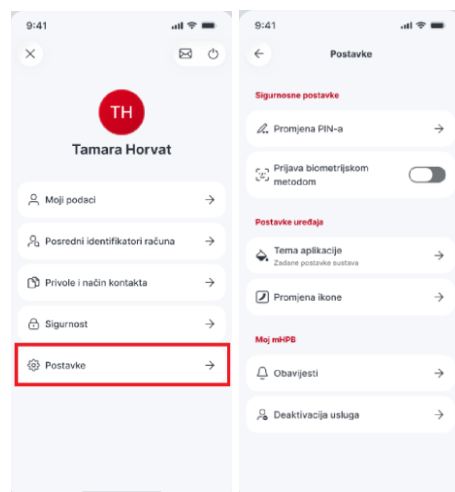 9:41
TH
Tamara Horvat
Moji podaci
Posredni identifikatori računa
Privole i način kontakta
Sigurnost
Postavke
9:41
Postavke
Sigurnosne postavke
Promjena PIN-a
Prijava biometrijskom
metodom
Postavke uređaja
Tema aplikacije
Zadane postavke sustava
Promjena ikone
Moj mHPB
Obavijesti
Deaktivacija usluga